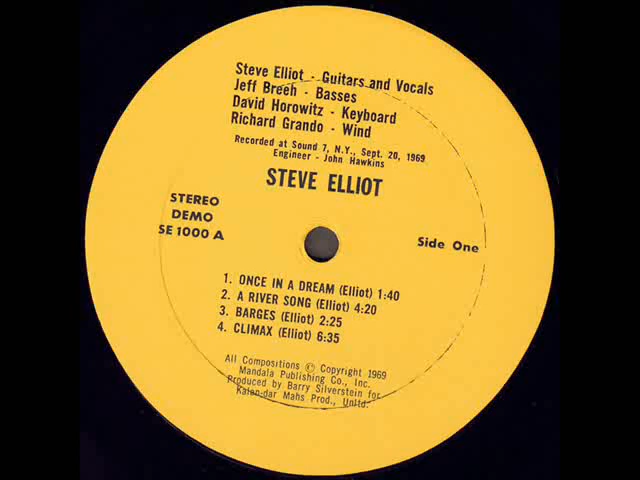 Steve Elliot - Guitars and Vocals
Jeff Breeh - Basses
David Horowitz - Keyboard
Richard Grando - Wind
Recorded at Sound 7, N.Y., Sept. 20, 1969
Engineer - John Hawkins
STEVE ELLIOT
STEREO
DEMO
SE 1000 A
Side One
1. ONCE IN A DREAM (Elliot) 1:40
2. A RIVER SONG (Elliot) 4:20
3. BARGES (Elliot) 2:25
4. CLIMAX (Elliot) 6:35
All Compositions © Copyright 1969
Mandala Publishing Co., Inc.
Produced by Barry Silverstein for
Kalen-dar Mahs Prod., Unltd.